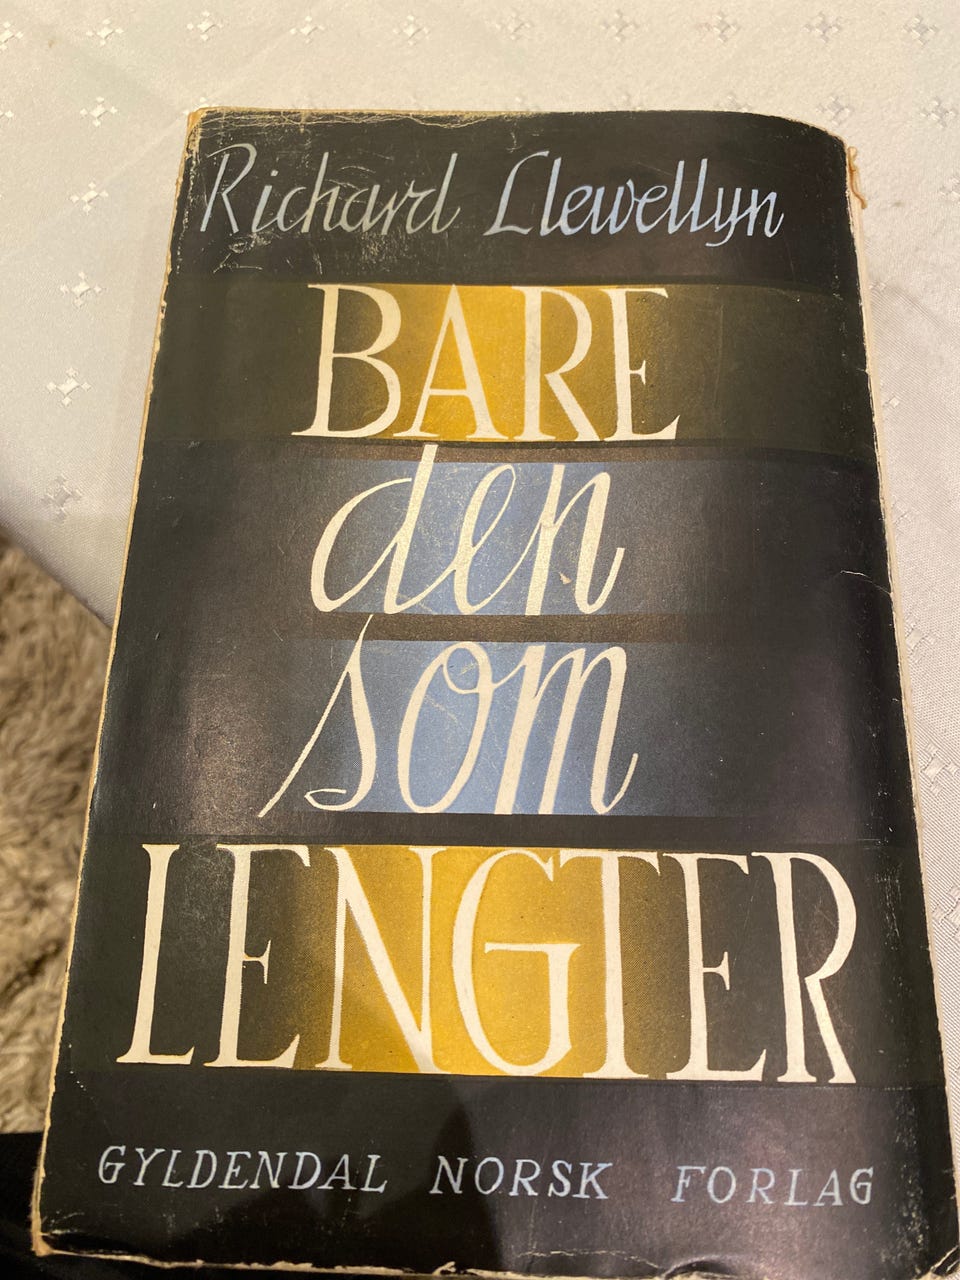 Richard Llewellyn
BARE
den
som
LENGTER
GYLDENDAL NORSK FORLAG